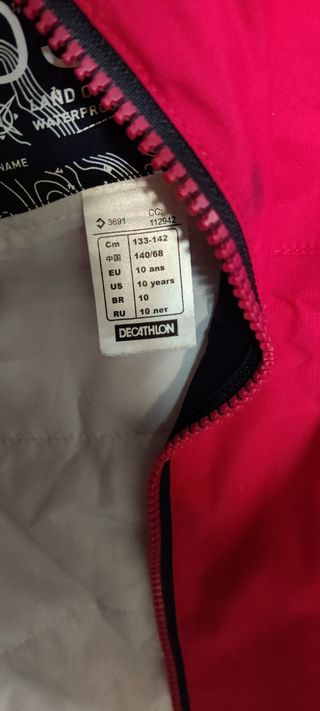 LAND O
WATERPRO
NAME
3691 CC:
112942
Cm 133-142
中国 140/68
EU 10 ans
US 10 years
BR 10
RU 10 лет
DECATHLON